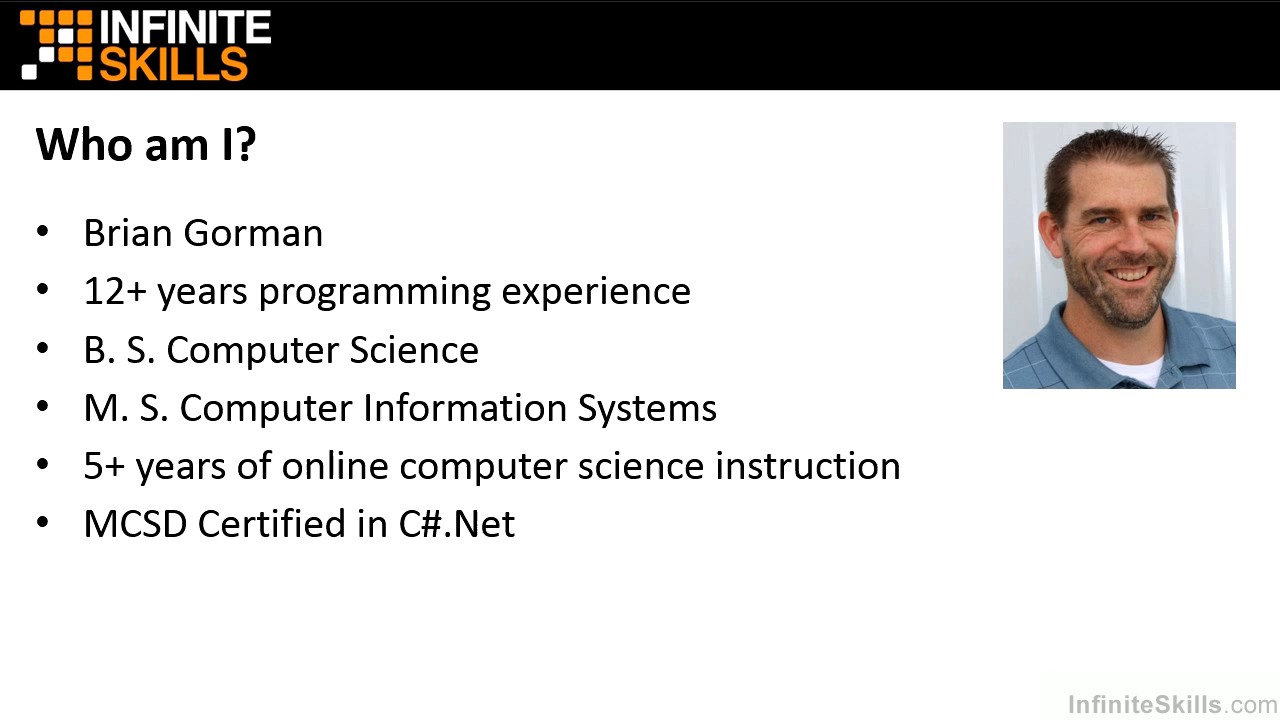 INFINITE
SKILLS
Who am I?
• Brian Gorman
• 12+ years programming experience
• B. S. Computer Science
• M. S. Computer Information Systems
• 5+ years of online computer science instruction
• MCSD Certified in C#.Net
InfiniteSkills.com